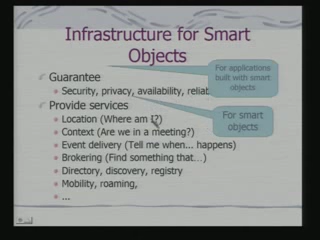 Infrastructure for Smart
Objects
For applications
built with smart
objects
Guarantee
Security, privacy, availability,
Provide services
For smart
objects
Location (Where am I?)
Context (Are we in a meeting?)
Event delivery (Tell me when... happens)
Brokering (Find something that...)
Directory, discovery, registry
Mobility, roaming,
...